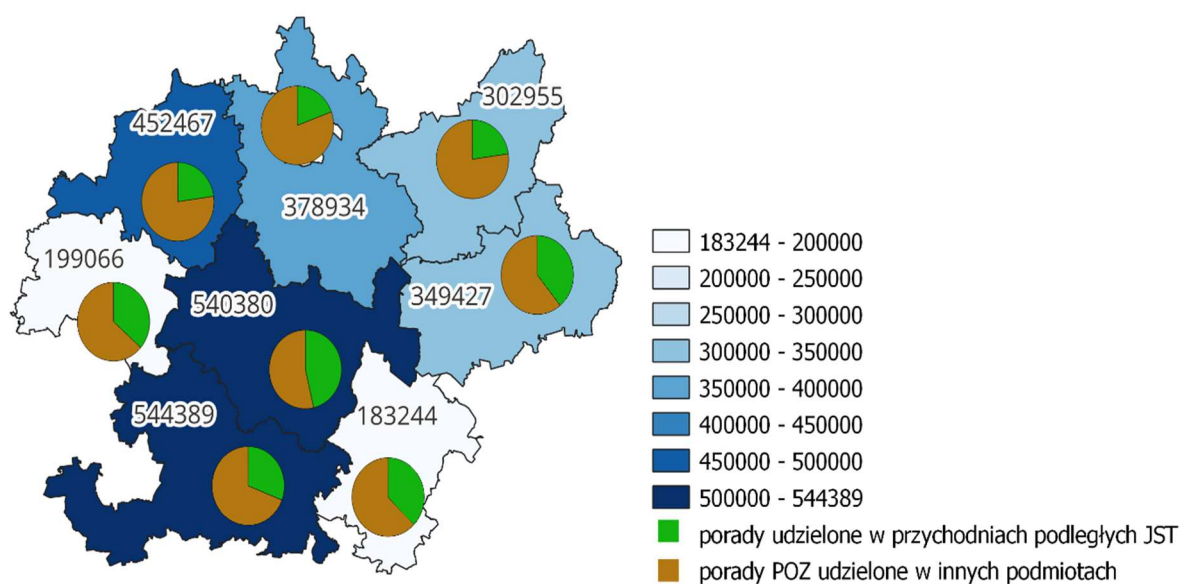 302955
452467
378934
199066
349427
540380
544389
183244
183244 - 200000
200000 - 250000
250000 - 300000
300000 - 350000
350000 - 400000
400000 - 450000
450000 - 500000
500000 - 544389
porady udzielone w przychodniach podległych JST
porady POZ udzielone w innych podmiotach